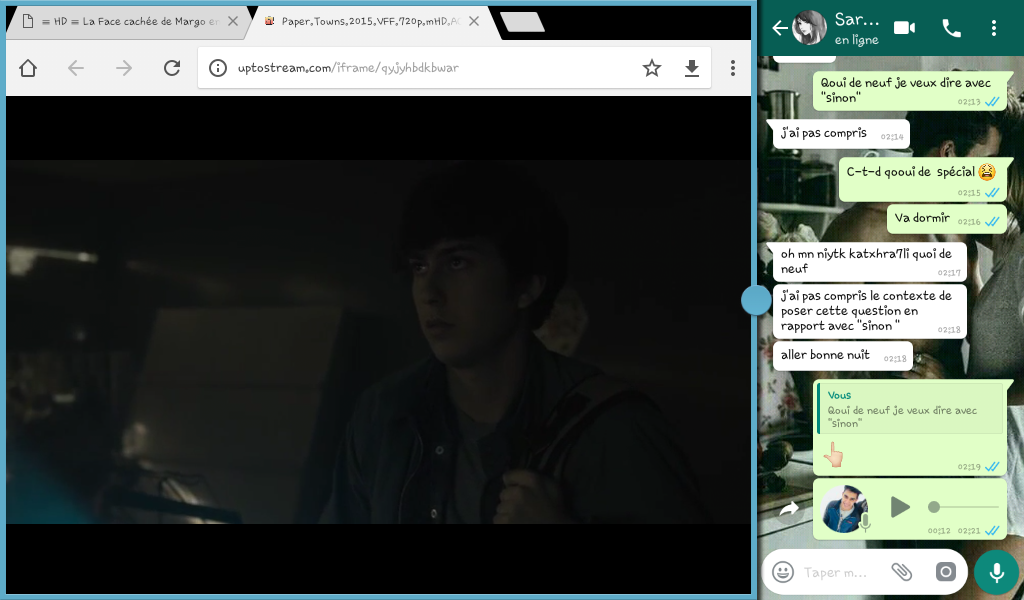 = HD = La Face cachée de Margo en
Paper,Towns,2015,VFF,720p,mHD,AC
uptostream.com/iframe/qyjyhbdkbwar
Sar...
en ligne
Qoui de neuf je veux dire avec
"sinon"
02:13
j'ai pas compris
02:14
C-t-d qooui de spécial 😫
02:15
Va dormir
02:16
oh mn niytk katxhra7li quoi de
neuf
02:17
j'ai pas compris le contexte de
poser cette question en
rapport avec "sinon "
02:18
aller bonne nuit
02:18
Vous
Qoui de neuf je veux dire avec
"sinon"
👆🏻
02:19
00:12 02:21
Taper m...